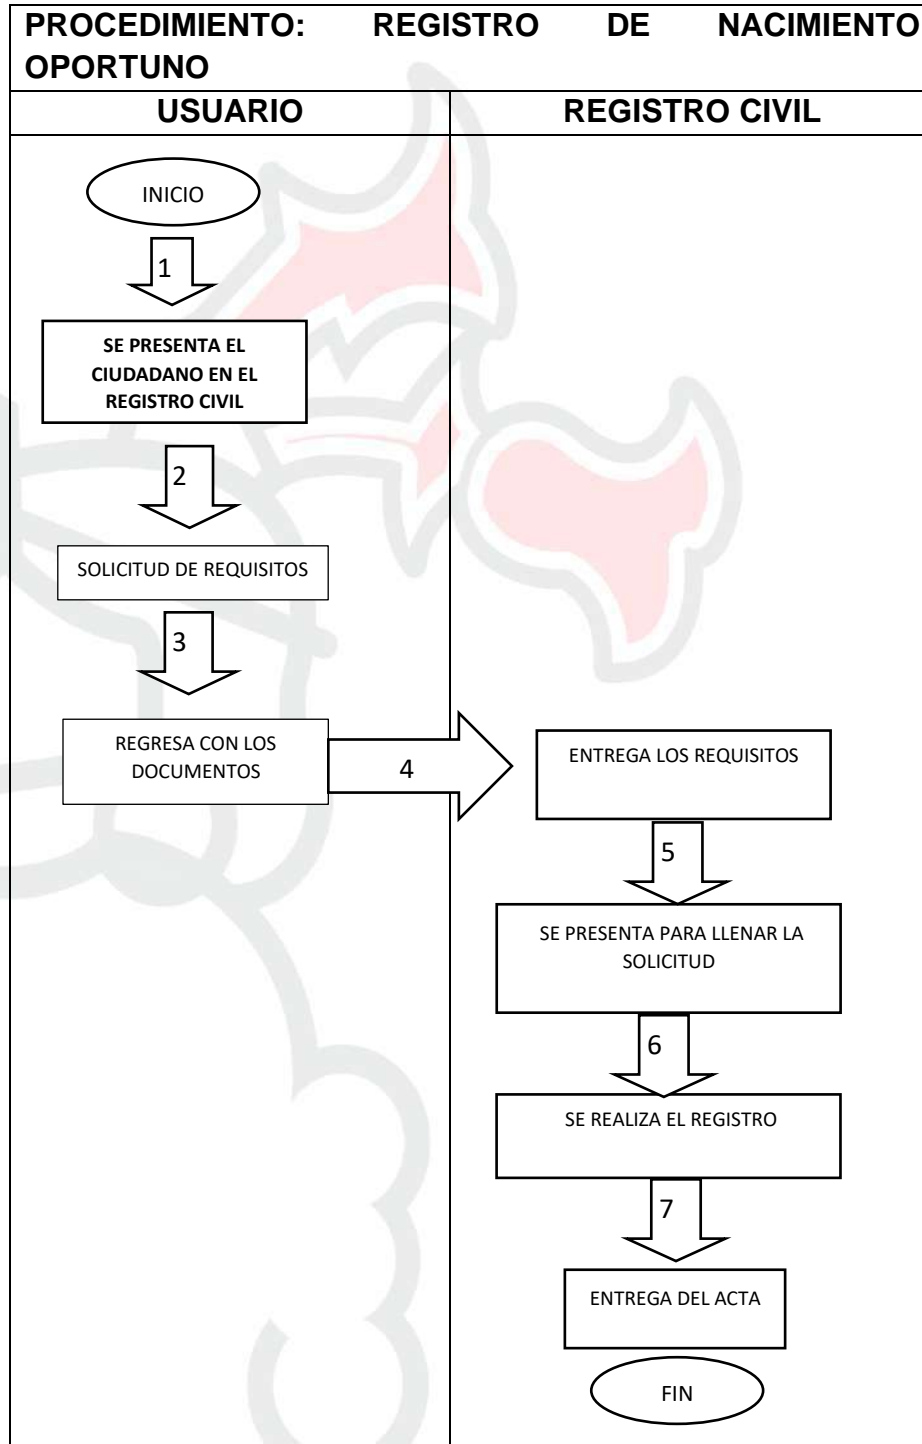 PROCEDIMIENTO: REGISTRO DE NACIMIENTO
OPORTUNO
USUARIO
REGISTRO CIVIL
INICIO
1
SE PRESENTA EL
CIUDADANO EN EL
REGISTRO CIVIL
2
SOLICITUD DE REQUISITOS
3
REGRESA CON LOS
DOCUMENTOS
4
ENTREGA LOS REQUISITOS
5
SE PRESENTA PARA LLENAR LA
SOLICITUD
6
SE REALIZA EL REGISTRO
7
ENTREGA DEL ACTA
FIN